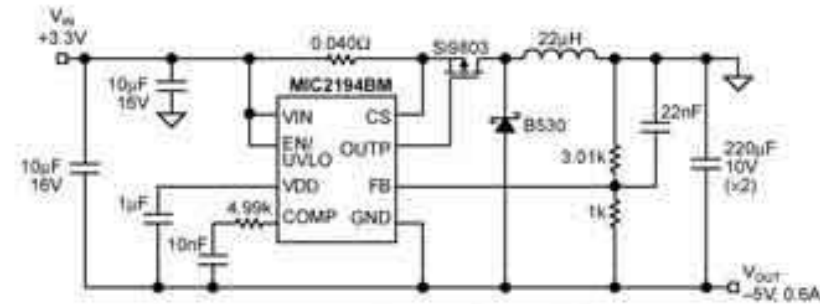 VIN
+3.3V
10µF
16V
10µF
16V
0.040Ω
Si9803
22µH
MIC2194BM
VIN
CS
EN/
UVLO
OUTP
VDD
FB
COMP
GND
1µF
4.99k
10nF
B530
3.01k
1k
22nF
220µF
10V
(×2)
VOUT
–5V, 0.6A